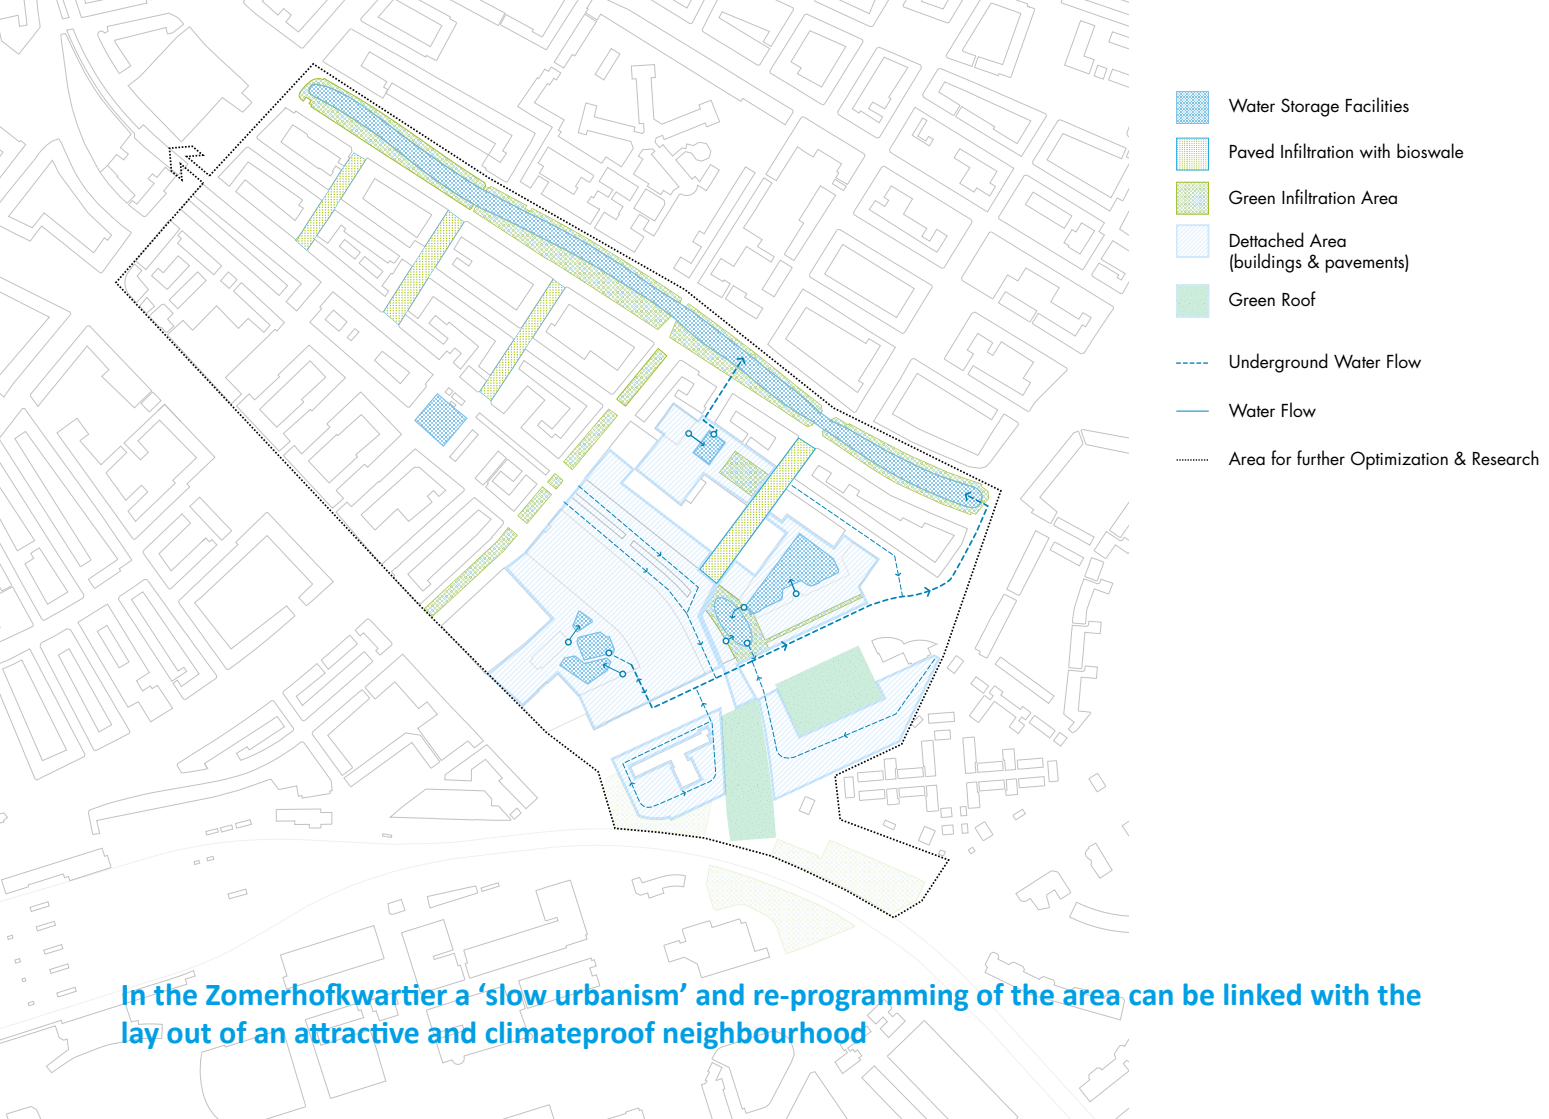 Water Storage Facilities
Paved Infiltration with bioswale
Green Infiltration Area
Dettached Area
(buildings & pavements)
Green Roof
Underground Water Flow
Water Flow
Area for further Optimization & Research
In the Zomerhofkwartier a ‘slow urbanism’ and re-programming of the area can be linked with the
lay out of an attractive and climateproof neighbourhood